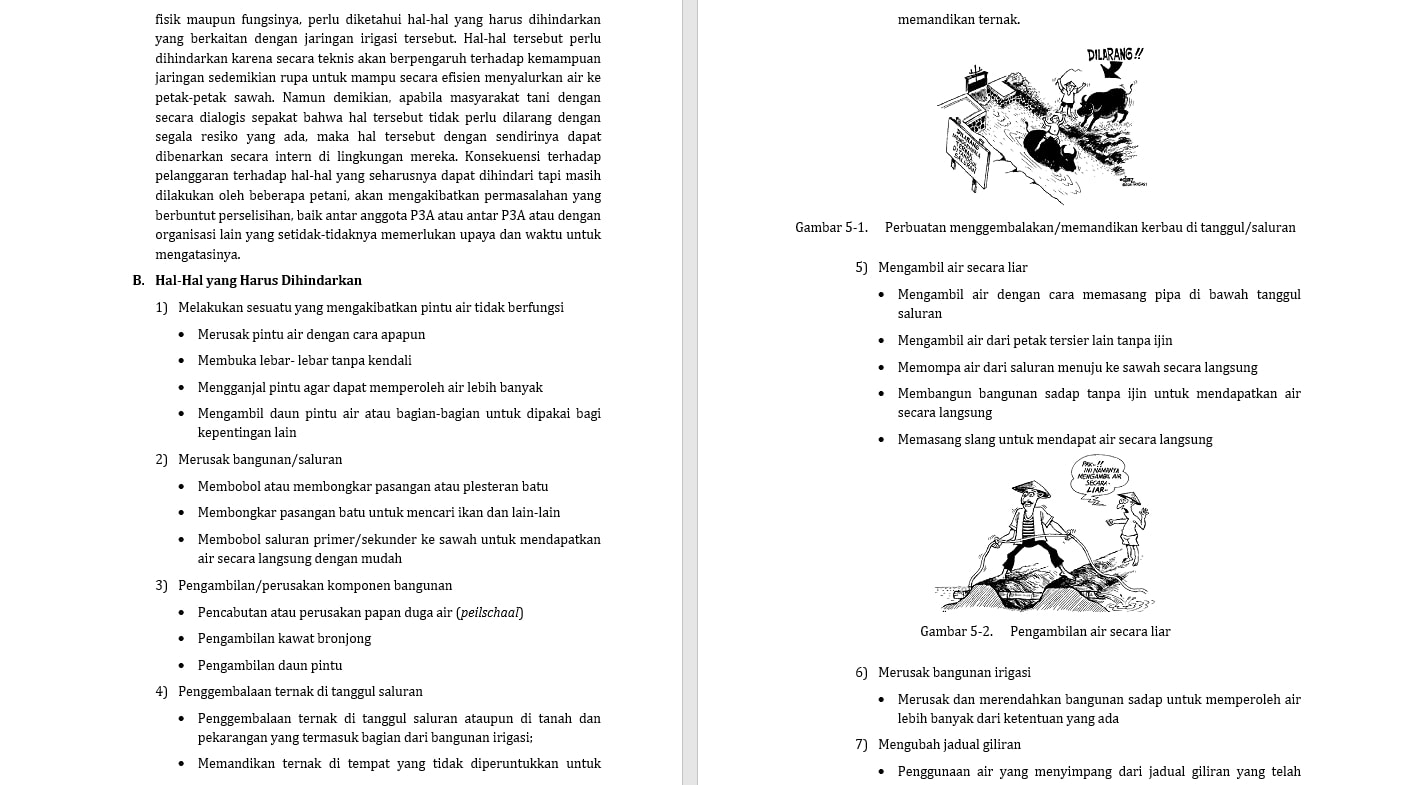 fisik maupun fungsinya, perlu diketahui hal-hal yang harus dihindarkan
yang berkaitan dengan jaringan irigasi tersebut. Hal-hal tersebut perlu
dihindarkan karena secara teknis akan berpengaruh terhadap kemampuan
jaringan sedemikian rupa untuk mampu secara efisien menyalurkan air ke
petak-petak sawah. Namun demikian, apabila masyarakat tani dengan
secara dialogis sepakat bahwa hal tersebut tidak perlu dilarang dengan
segala resiko yang ada, maka hal tersebut dengan sendirinya dapat
dibenarkan secara intern di lingkungan mereka. Konsekuensi terhadap
pelanggaran terhadap hal-hal yang seharusnya dapat dihindari tapi masih
dilakukan oleh beberapa petani, akan mengakibatkan permasalahan yang
berbuntut perselisihan, baik antar anggota P3A atau antar P3A atau dengan
organisasi lain yang setidak-tidaknya memerlukan upaya dan waktu untuk
mengatasinya.
B. Hal-Hal yang Harus Dihindarkan
1) Melakukan sesuatu yang mengakibatkan pintu air tidak berfungsi
• Merusak pintu air dengan cara apapun
• Membuka lebar- lebar tanpa kendali
• Mengganjal pintu agar dapat memperoleh air lebih banyak
• Mengambil daun pintu air atau bagian-bagian untuk dipakai bagi
kepentingan lain
2) Merusak bangunan/saluran
• Membobol atau membongkar pasangan atau plesteran batu
• Membongkar pasangan batu untuk mencari ikan dan lain-lain
• Membobol saluran primer/sekunder ke sawah untuk mendapatkan
air secara langsung dengan mudah
3) Pengambilan/perusakan komponen bangunan
• Pencabutan atau perusakan papan duga air (peilschaal)
• Pengambilan kawat bronjong
• Pengambilan daun pintu
4) Penggembalaan ternak di tanggul saluran
• Penggembalaan ternak di tanggul saluran ataupun di tanah dan
pekarangan yang termasuk bagian dari bangunan irigasi;
• Memandikan ternak di tempat yang tidak diperuntukkan untuk
memandikan ternak.
DILARANG !!
Gambar 5-1. Perbuatan menggembalakan/memandikan kerbau di tanggul/saluran
5) Mengambil air secara liar
• Mengambil air dengan cara memasang pipa di bawah tanggul
saluran
• Mengambil air dari petak tersier lain tanpa ijin
• Memompa air dari saluran menuju ke sawah secara langsung
• Membangun bangunan sadap tanpa ijin untuk mendapatkan air
secara langsung
• Memasang slang untuk mendapat air secara langsung
PAK..!!
INI NAMANYA
MENGAMBIL AIR
SECARA-
LIAR..
Gambar 5-2. Pengambilan air secara liar
6) Merusak bangunan irigasi
• Merusak dan merendahkan bangunan sadap untuk memperoleh air
lebih banyak dari ketentuan yang ada
7) Mengubah jadual giliran
• Penggunaan air yang menyimpang dari jadual giliran yang telah